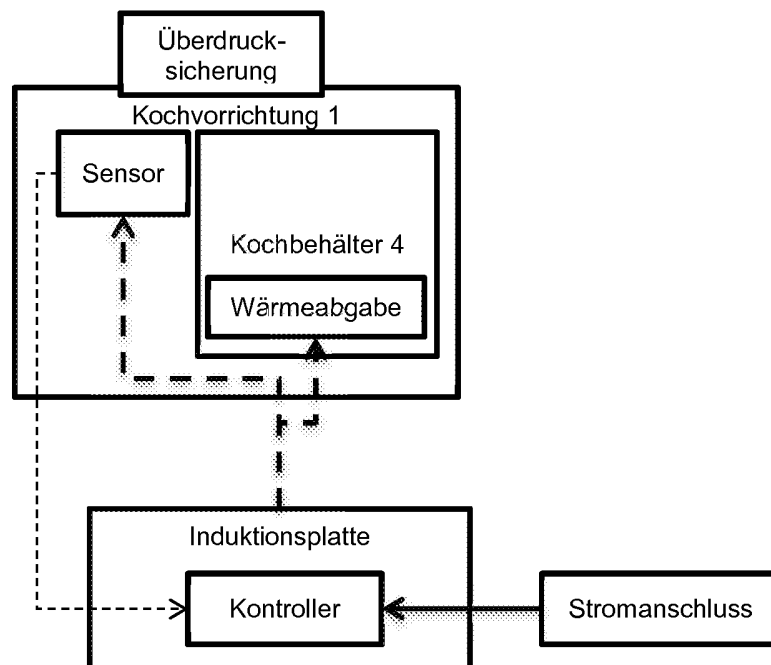 Überdruck-
sicherung
Kochvorrichtung 1
Sensor
Kochbehälter 4
Wärmeabgabe
Induktionsplatte
Kontroller
Stromanschluss